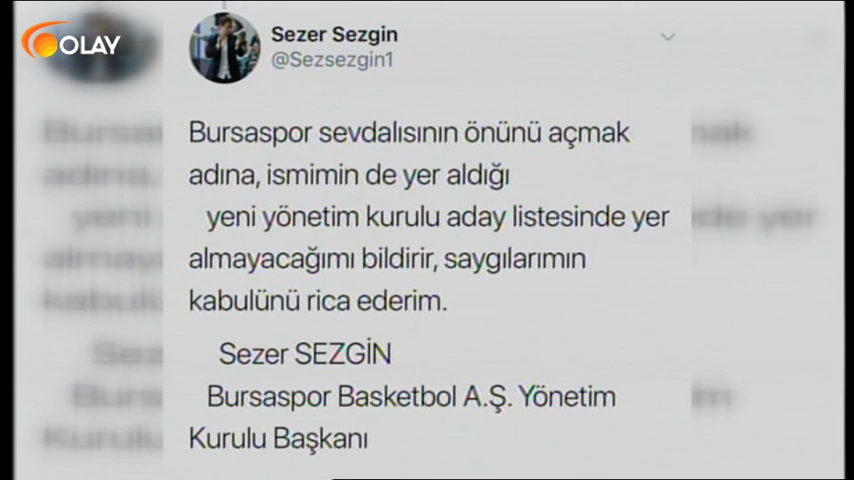 OLAY
Sezer Sezgin
@Sezsezgin1
Bursaspor sevdalısının önünü açmak
adına, ismimin de yer aldığı
yeni yönetim kurulu aday listesinde yer
almayacağımı bildirir, saygılarımın
kabulünü rica ederim.
Sezer SEZGİN
Bursaspor Basketbol A.Ş. Yönetim
Kurulu Başkanı